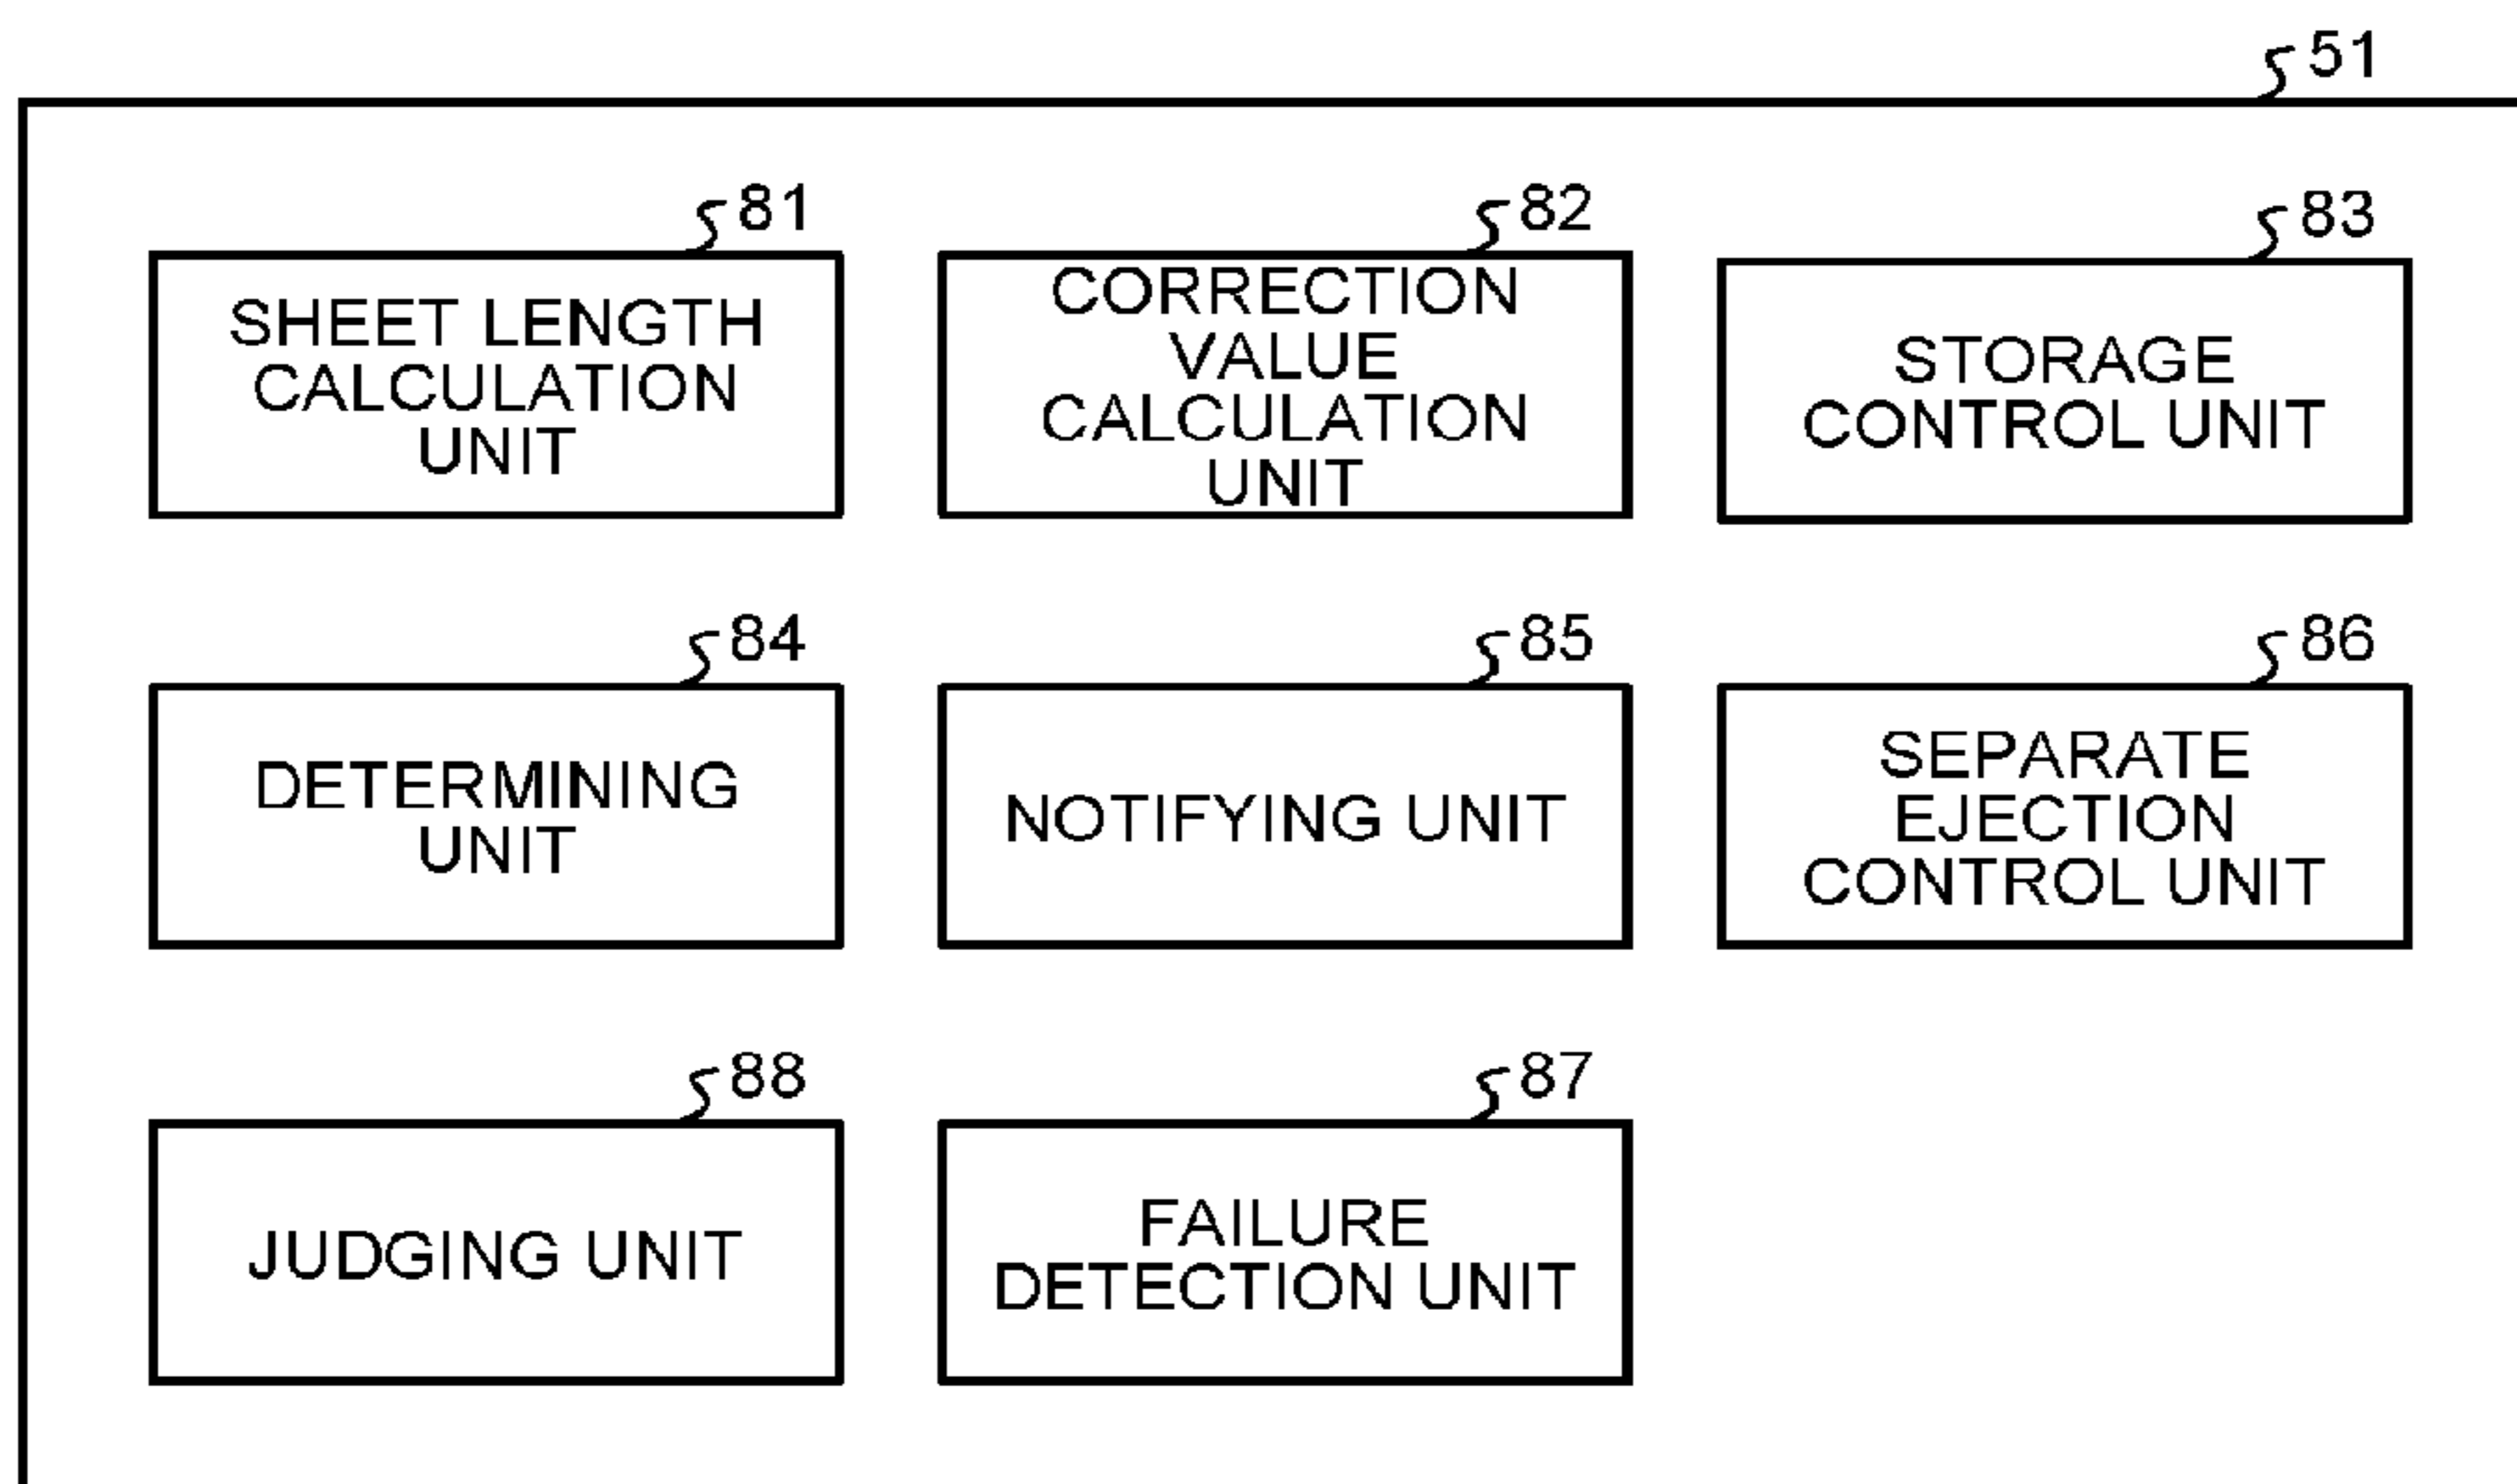 51
81
SHEET LENGTH
CALCULATION
UNIT
82
CORRECTION
VALUE
CALCULATION
UNIT
83
STORAGE
CONTROL UNIT
84
DETERMINING
UNIT
85
NOTIFYING UNIT
86
SEPARATE
EJECTION
CONTROL UNIT
88
JUDGING UNIT
87
FAILURE
DETECTION UNIT